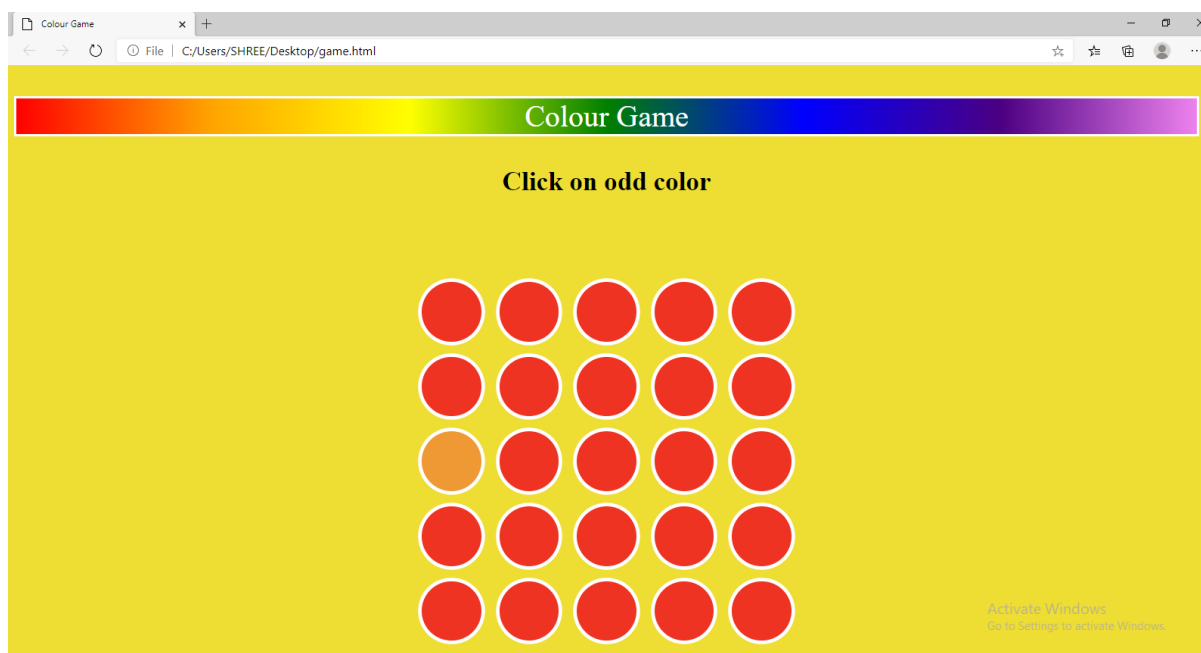 Colour Game
File | C:/Users/SHREE/Desktop/game.html
Colour Game
Click on odd color
Activate Windows
Go to Settings to activate Windows.